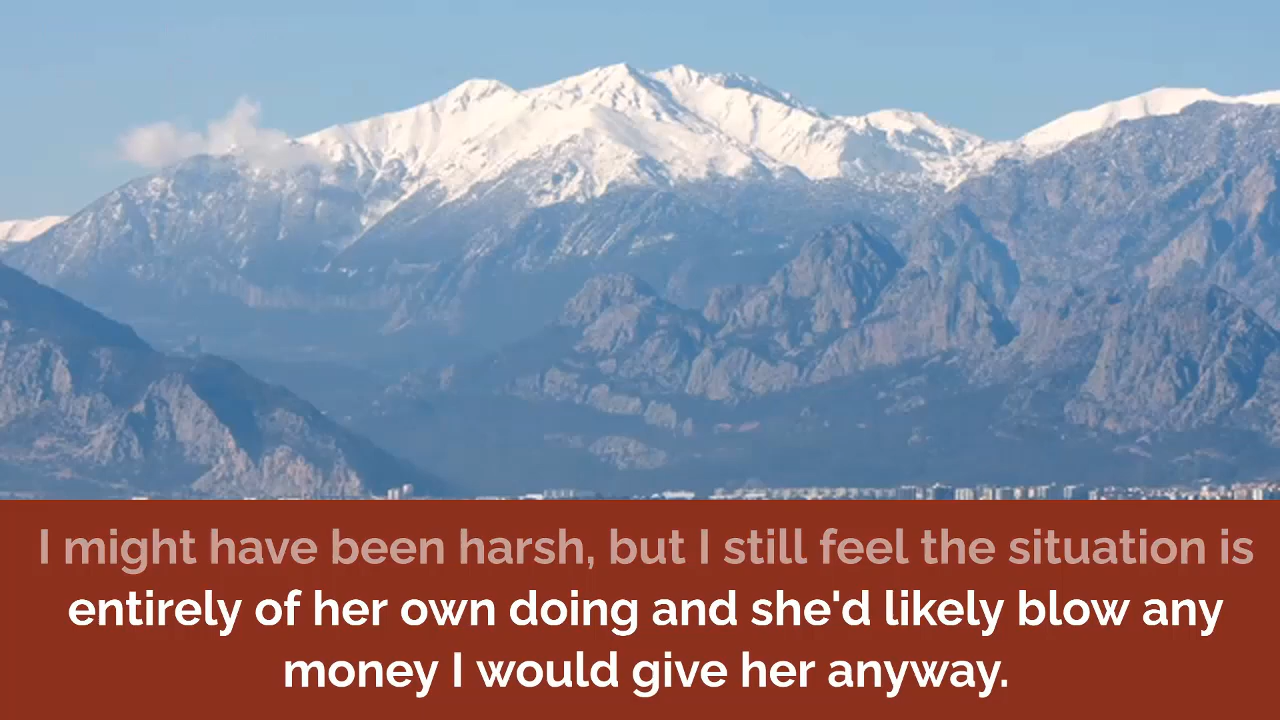 I might have been harsh, but I still feel the situation is
entirely of her own doing and she'd likely blow any
money I would give her anyway.